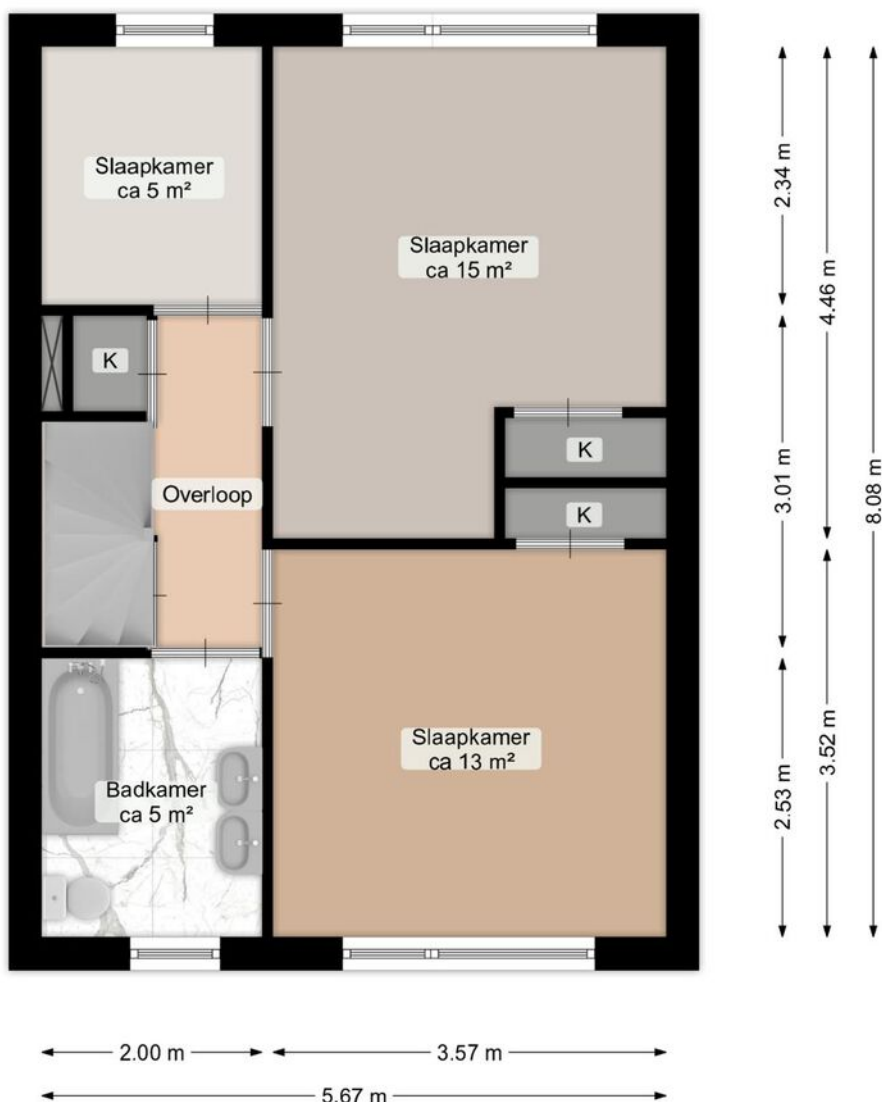 Slaapkamer
ca 5 m²
Slaapkamer
ca 15 m²
K
K
Overloop
K
Slaapkamer
ca 13 m²
Badkamer
ca 5 m²
2.34 m
4.46 m
3.01 m
8.08 m
3.52 m
2.53 m
2.00 m
3.57 m
5.67 m